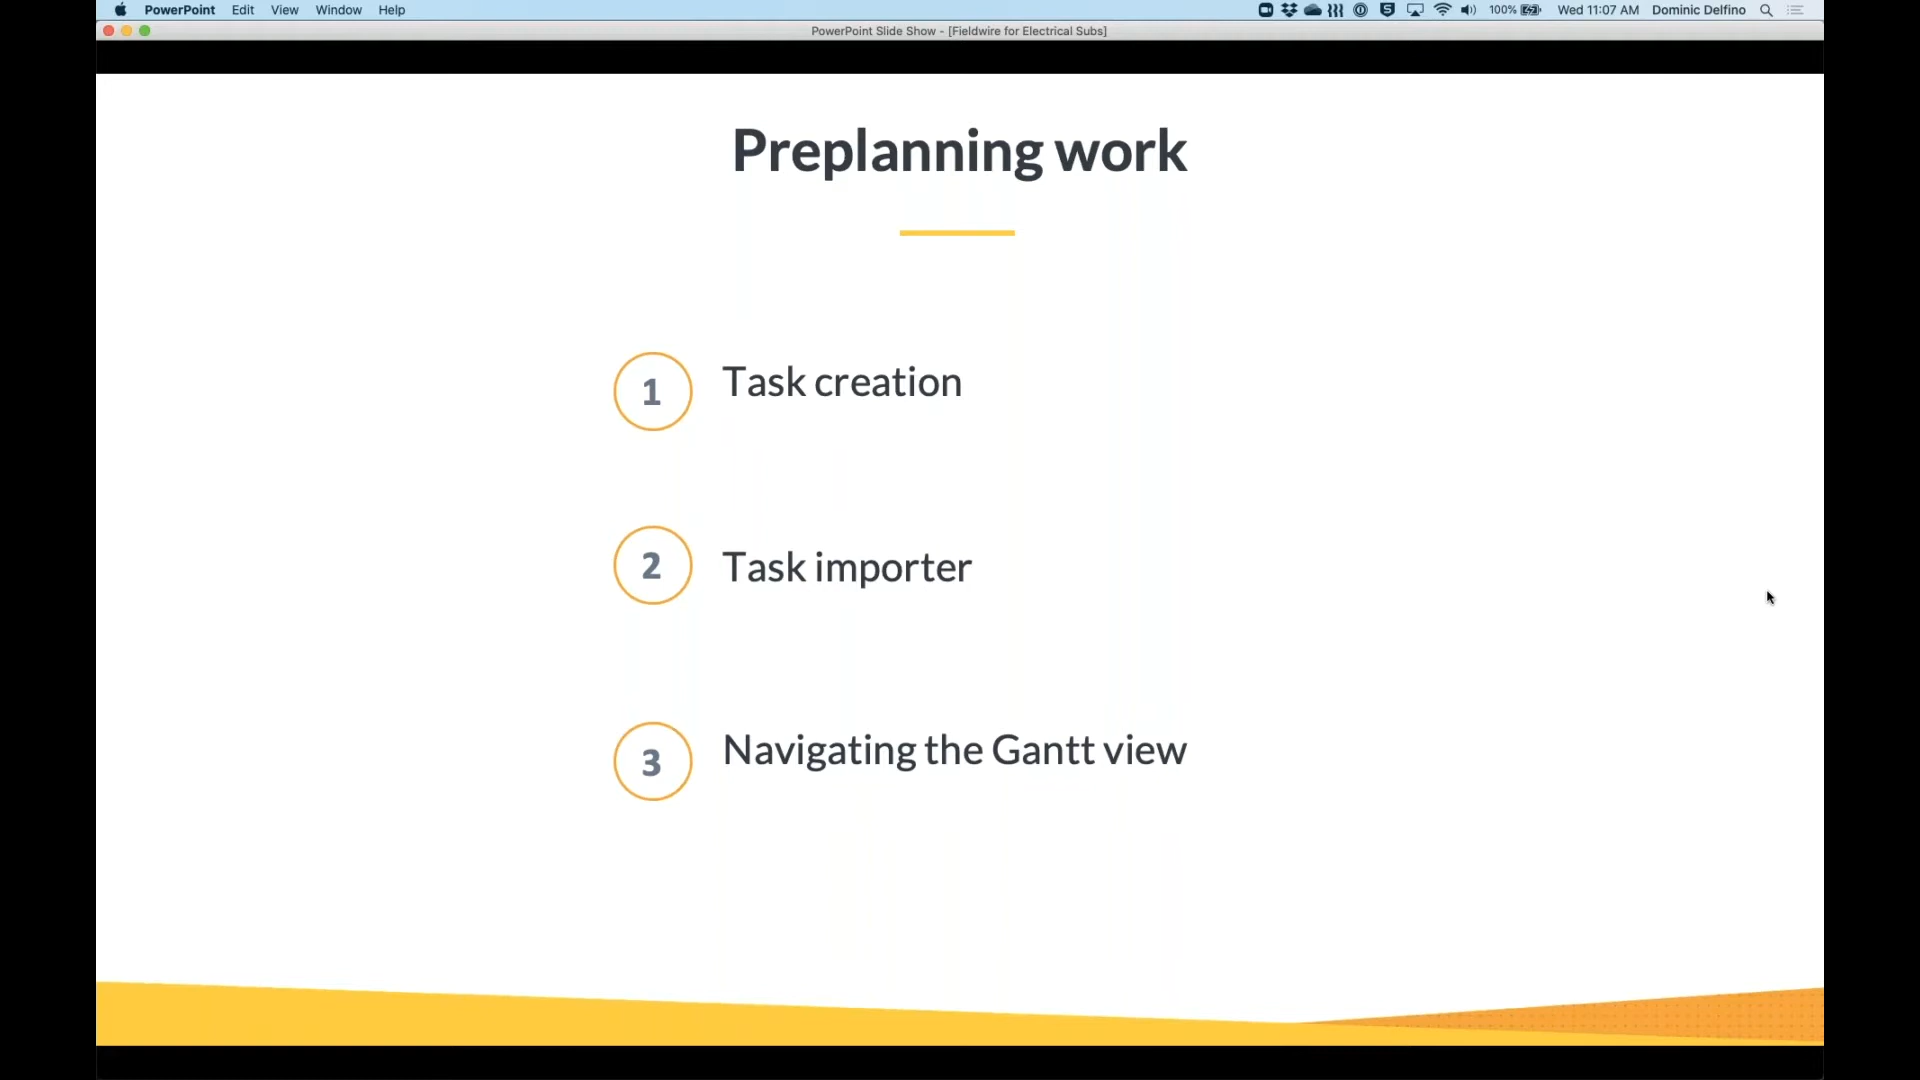 PowerPoint Edit View Window Help 100% Wed 11:07 AM Dominic Delfino
PowerPoint Slide Show - [Fieldwire for Electrical Subs]
Preplanning work
1 Task creation
2 Task importer
3 Navigating the Gantt view